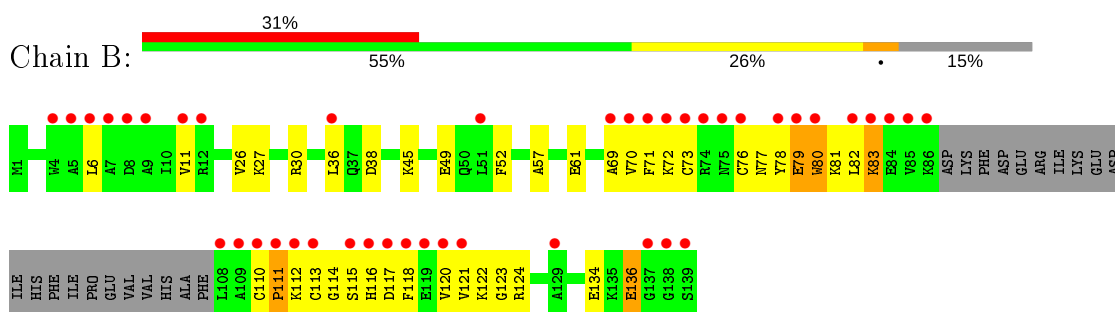 31%
Chain B:
55% 26% • 15%
M1 W4 A5 L6 A7 D8 A9 I10 V11 R12 V26 K27 R30 L36 Q37 D38 K45 E49 Q50 L51 F52 A57 E61 A69 V70 F71 K72 C73 R74 N75 C76 N77 Y78 E79 W80 K81 L82 K83 E84 V85 K86 ASP LYS PHE ASP GLU ARG ILE LYS GLU ASP
ILE HIS PHE ILE PRO GLU VAL VAL HIS ALA PHE L108 A109 C110 P111 K112 C113 G114 S115 H116 D117 F118 E119 V120 V121 K122 G123 R124 A129 E134 K135 E136 G137 G138 S139